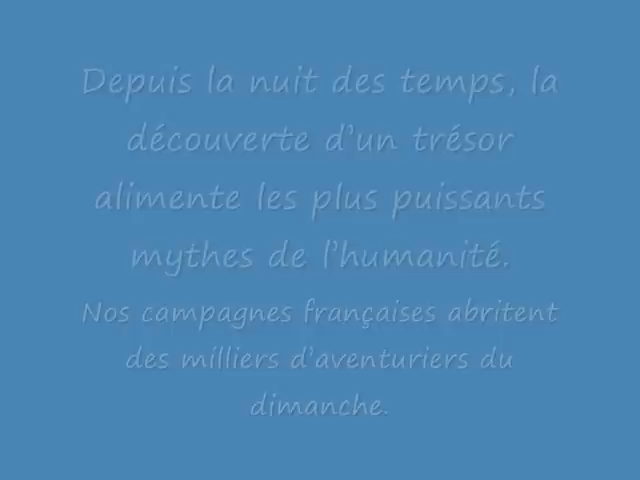 Depuis la nuit des temps, la
découverte d'un trésor
alimente les plus puissants
mythes de l'humanité.
Nos campagnes françaises abritent
des milliers d'aventuriers du
dimanche.